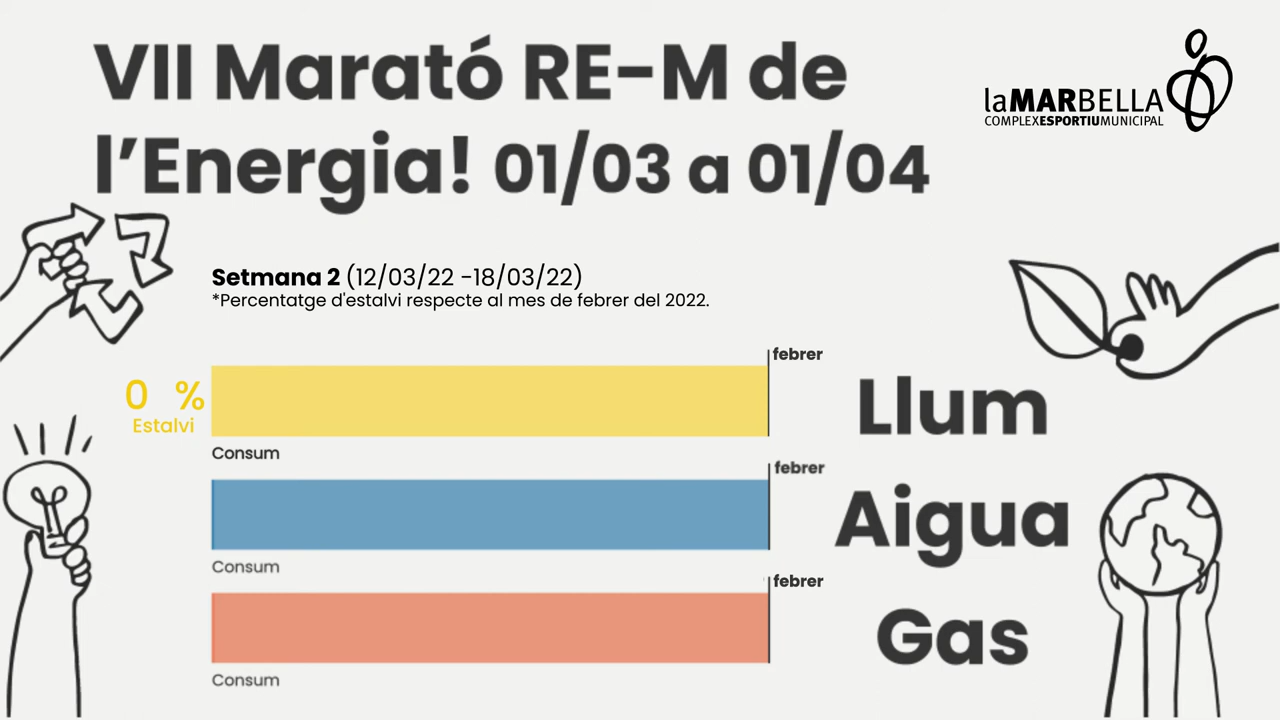 VII Marató RE-M de
l'Energia! 01/03 a 01/04
laMARBELLA
COMPLEXESPORTIUMUNICIPAL
Setmana 2 (12/03/22 -18/03/22)
*Percentatge d'estalvi respecte al mes de febrer del 2022.
febrer
0 %
Estalvi
Llum
Consum
febrer
Aigua
Consum
febrer
Gas
Consum